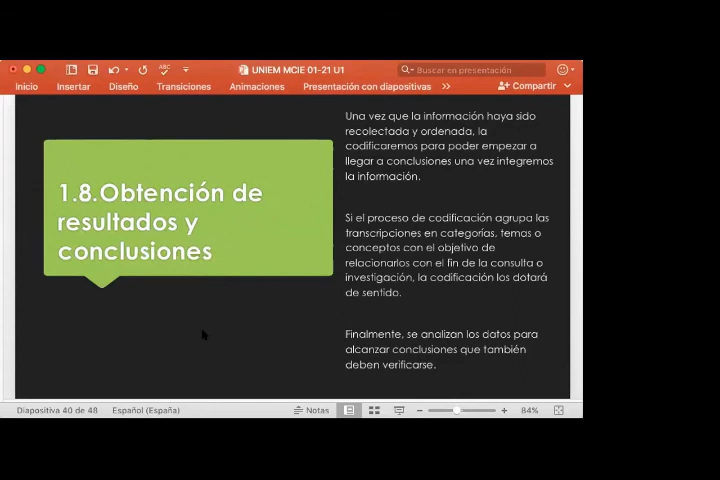 ABC
UNIEM MCIE 01-21 U1
Buscar en presentación
Inicio Insertar Diseño Transiciones Animaciones Presentación con diapositivas >> Compartir
1.8.Obtención de
resultados y
conclusiones
Una vez que la información haya sido
recolectada y ordenada, la
codificaremos para poder empezar a
llegar a conclusiones una vez integremos
la información.
Si el proceso de codificación agrupa las
transcripciones en categorías, temas o
conceptos con el objetivo de
relacionarlos con el fin de la consulta o
investigación, la codificación los dotará
de sentido.
Finalmente, se analizan los datos para
alcanzar conclusiones que también
deben verificarse.
Diapositiva 40 de 48 Español (España) Notas 84%